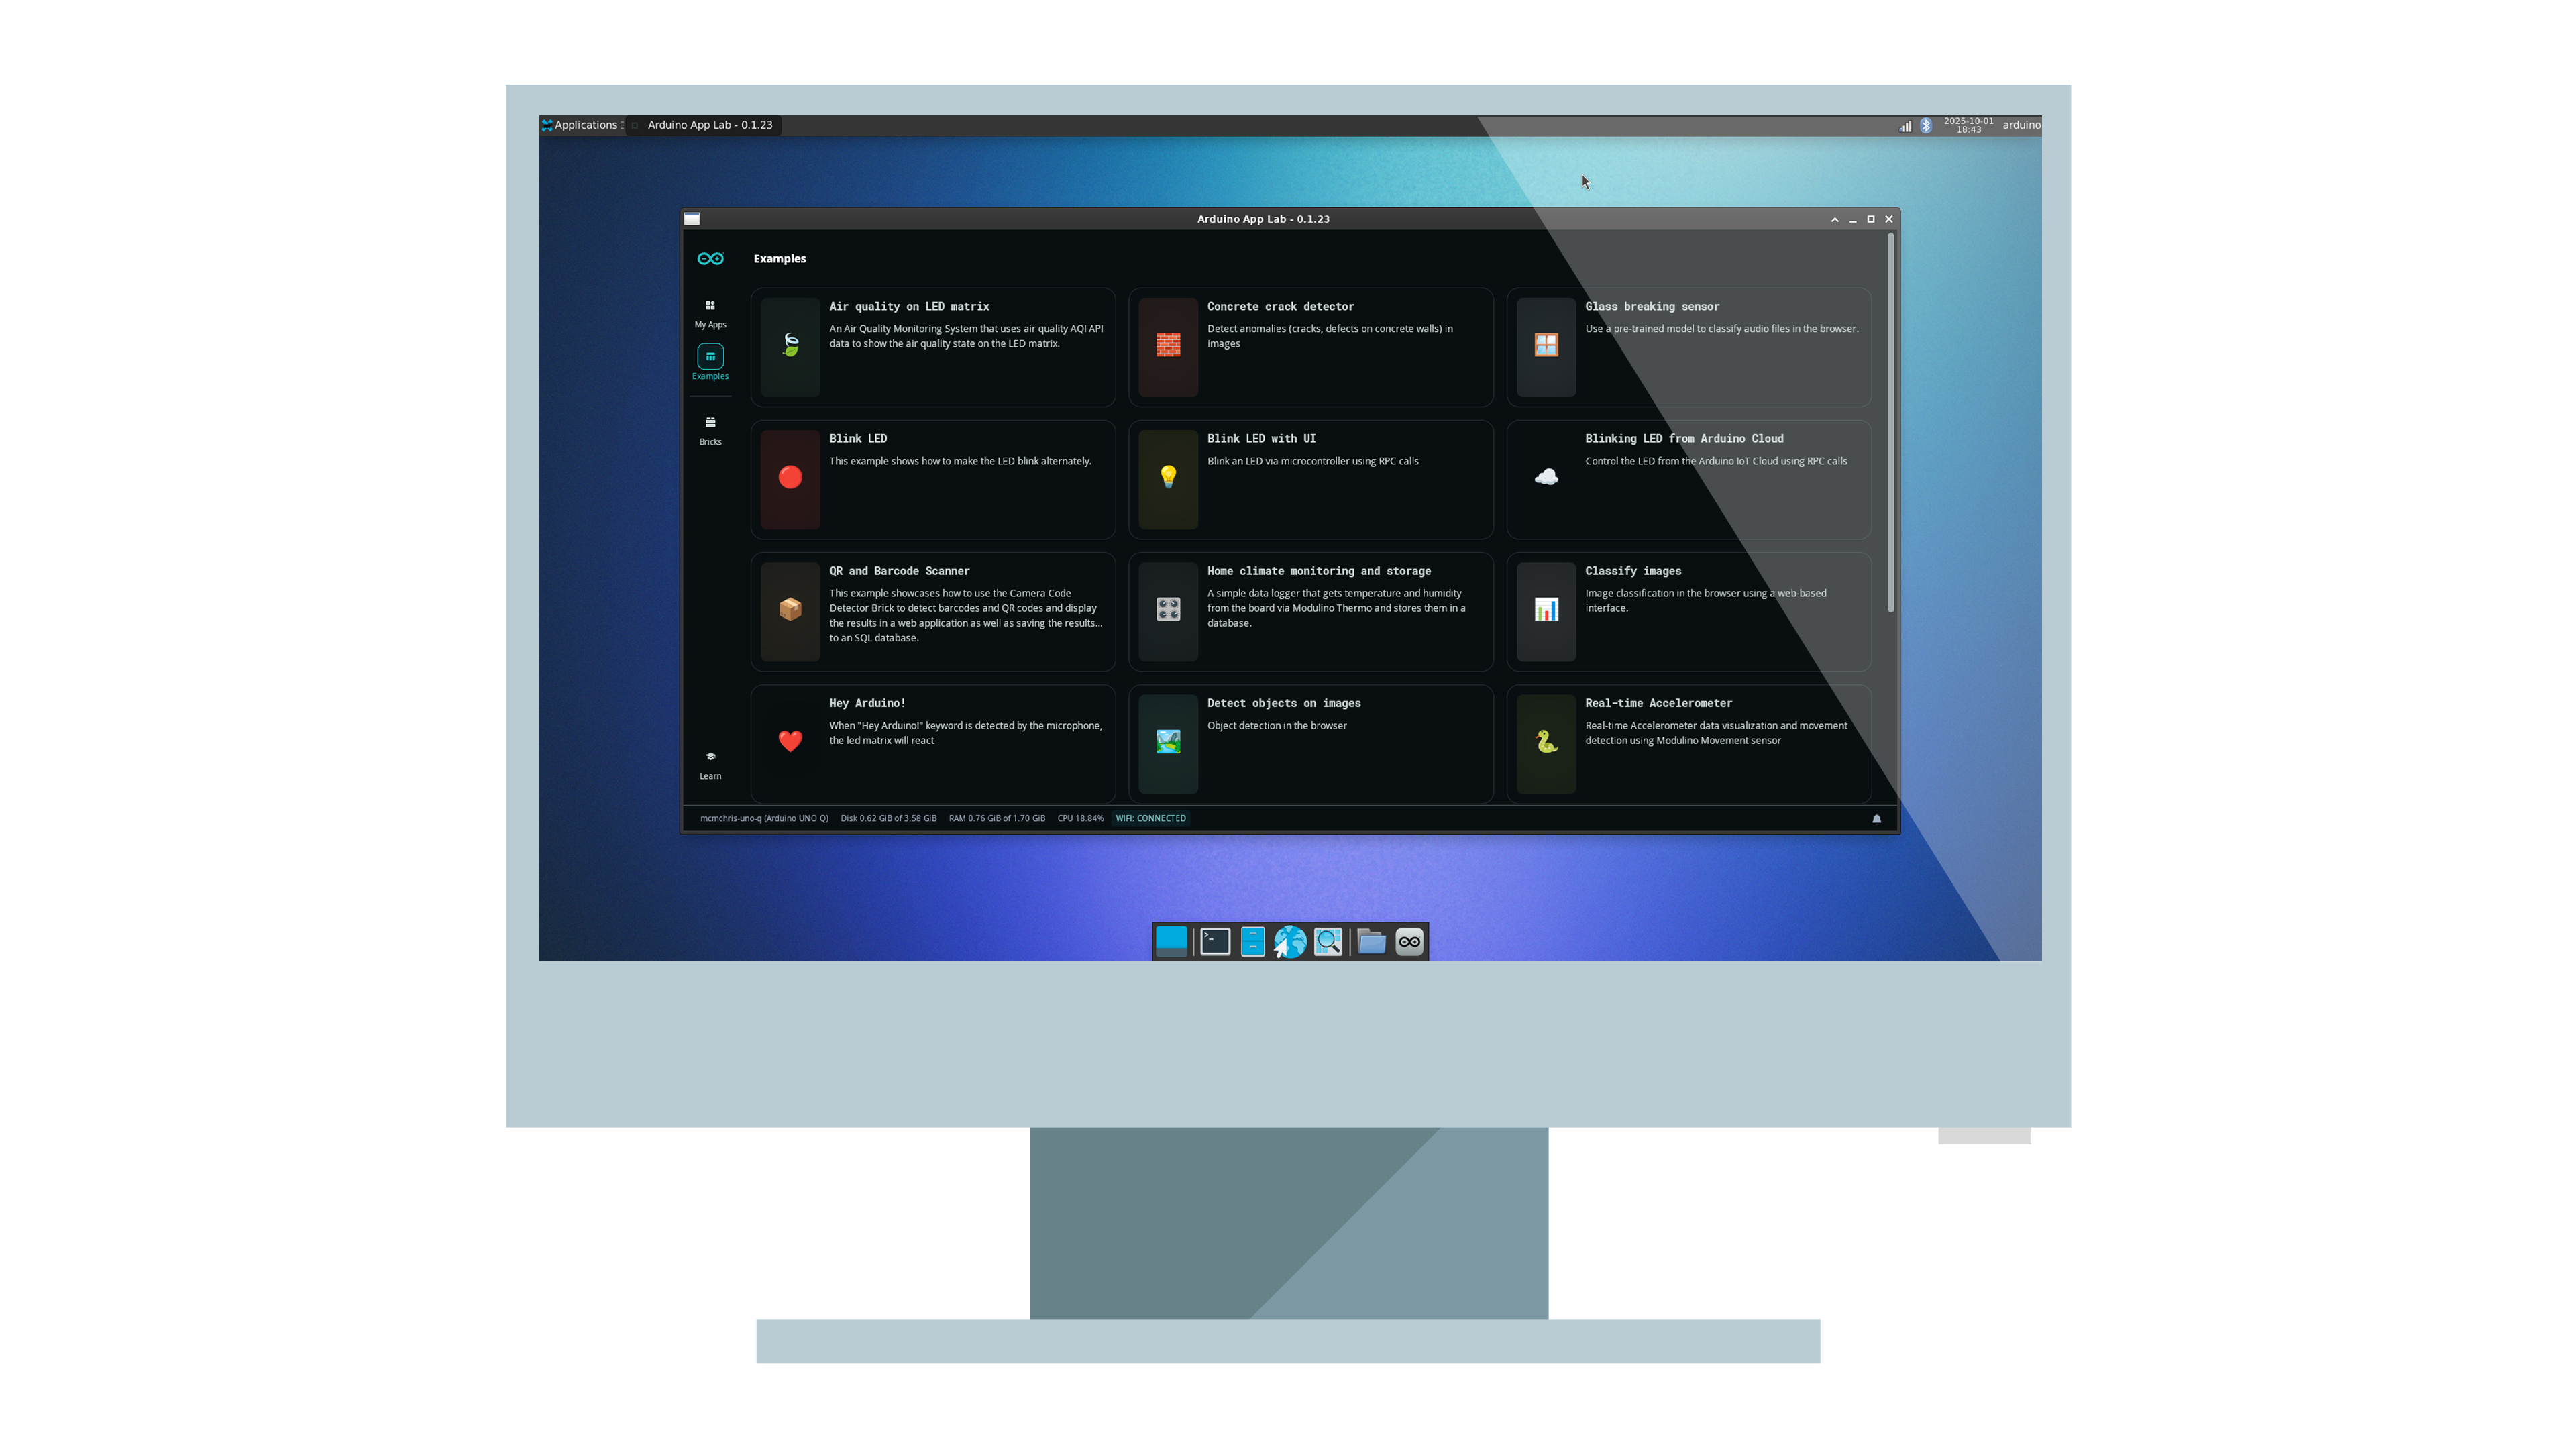 Applications
Arduino App Lab - 0.1.23
2025-10-01
18:43
arduino
Arduino App Lab - 0.1.23
Examples
My Apps
Examples
Bricks
Learn
Air quality on LED matrix
An Air Quality Monitoring System that uses air quality AQI API
data to show the air quality state on the LED matrix.
Concrete crack detector
Detect anomalies (cracks, defects on concrete walls) in
images
Glass breaking sensor
Use a pre-trained model to classify audio files in the browser.
Blink LED
This example shows how to make the LED blink alternately.
Blink LED with UI
Blink an LED via microcontroller using RPC calls
Blinking LED from Arduino Cloud
Control the LED from the Arduino IoT Cloud using RPC calls
QR and Barcode Scanner
This example showcases how to use the Camera Code
Detector Brick to detect barcodes and QR codes and display
the results in a web application as well as saving the results...
to an SQL database.
Home climate monitoring and storage
A simple data logger that gets temperature and humidity
from the board via Modulino Thermo and stores them in a
database.
Classify images
Image classification in the browser using a web-based
interface.
Hey Arduino!
When "Hey Arduino!" keyword is detected by the microphone,
the led matrix will react
Detect objects on images
Object detection in the browser
Real-time Accelerometer
Real-time Accelerometer data visualization and movement
detection using Modulino Movement sensor
mcmchris-uno-q (Arduino UNO Q) Disk 0.62 GiB of 3.58 GiB RAM 0.76 GiB of 1.70 GiB CPU 18.84% WIFI: CONNECTED